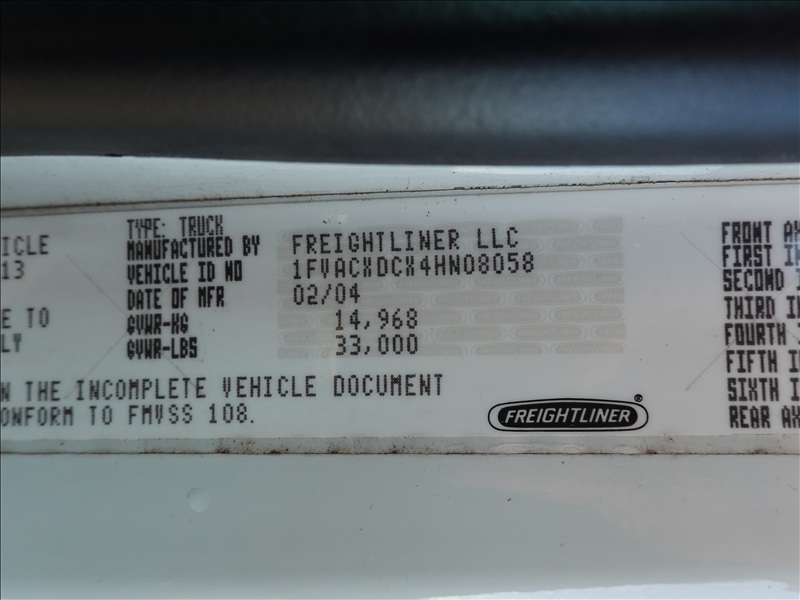 TYPE: TRUCK
ICLE MANUFACTURED BY FREIGHTLINER LLC
13 VEHICLE ID NO 1FVACXDCX4HN08058
DATE OF MFR 02/04
E TO GVWR-KG 14,968
LY GVWR-LBS 33,000
N THE INCOMPLETE VEHICLE DOCUMENT
ONFORM TO FMVSS 108.
FREIGHTLINER®
FRONT A
FIRST I
SECOND
THIRD I
FOURTH
FIFTH I
SIXTH I
REAR A